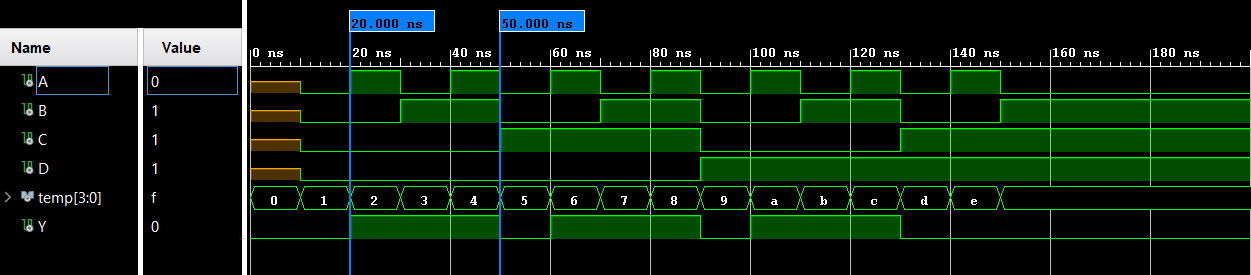 20.000 ns 50.000 ns
Name Value 0 ns 20 ns 40 ns 60 ns 80 ns 100 ns 120 ns 140 ns 160 ns 180 ns
A 0
B 1
C 1
D 1
temp[3:0] f 0 1 2 3 4 5 6 7 8 9 a b c d e
Y 0